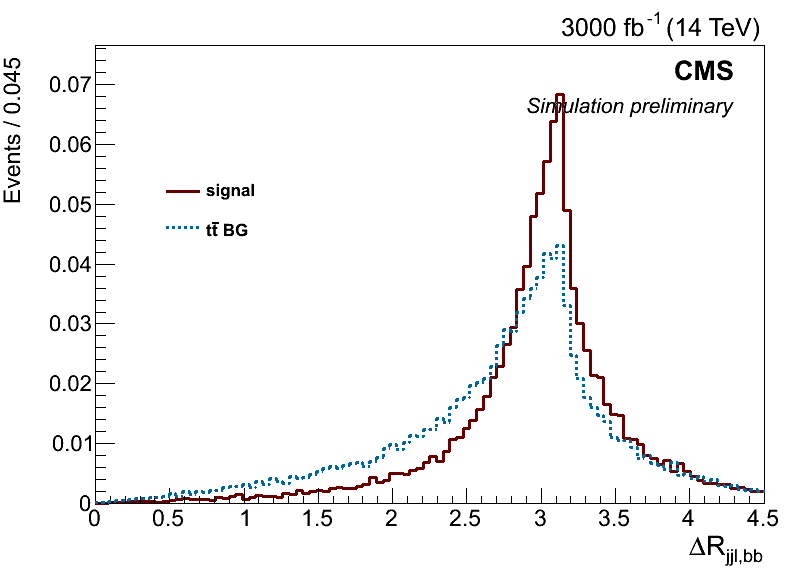 3000 fb⁻¹ (14 TeV)
CMS
Simulation preliminary
Events / 0.045
0.07
0.06
0.05
0.04
0.03
0.02
0.01
0
signal
tt̄ BG
0 0.5 1 1.5 2 2.5 3 3.5 4 4.5
ΔR_jjl,bb